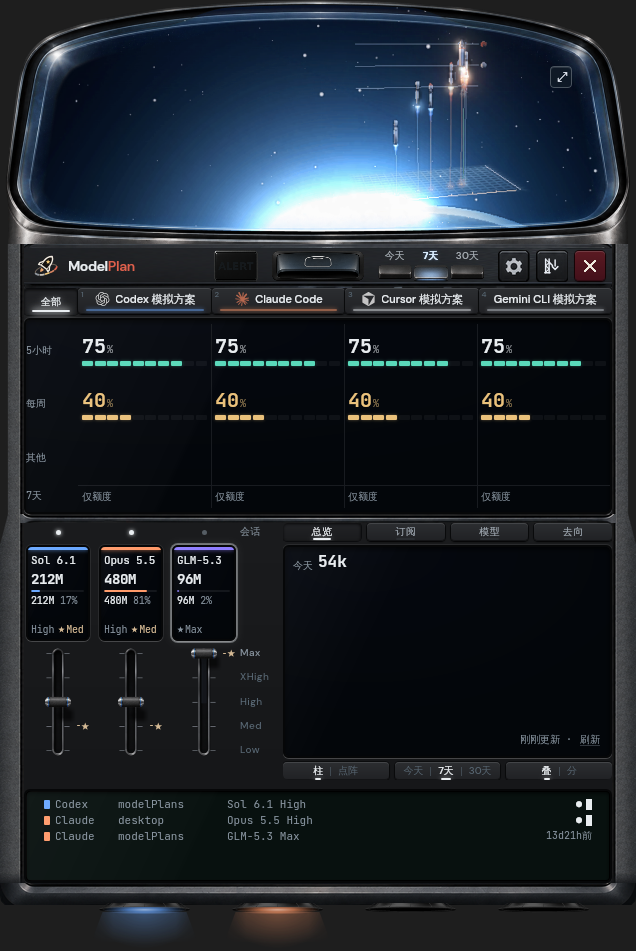 ModelPlan ALERT 今天 7天 30天
全部 1 Codex 模拟方案 2 Claude Code 3 Cursor 模拟方案 4 Gemini CLI 模拟方案
5小时 75% 75% 75% 75%
每周 40% 40% 40% 40%
其他
7天 仅额度 仅额度 仅额度 仅额度
会话 总览 订阅 模型 去向
Sol 6.1 Opus 5.5 GLM-5.3
212M 480M 96M
212M 17% 480M 81% 96M 2%
High ★Med High ★Med ★Max
今天 54k
-★ Max
XHigh
High
-★ -★ Med
Low
刚刚更新 · 刷新
柱 | 点阵 今天 | 7天 | 30天 叠 | 分
Codex modelPlans Sol 6.1 High
Claude desktop Opus 5.5 High
Claude modelPlans GLM-5.3 Max 13d21h前